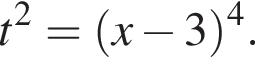 t² = (x − 3)⁴.